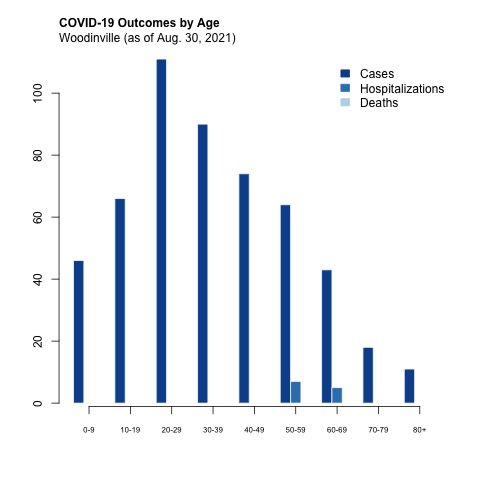 COVID-19 Outcomes by Age
Woodinville (as of Aug. 30, 2021)
Cases
Hospitalizations
Deaths
100
80
60
40
20
0
0-9 10-19 20-29 30-39 40-49 50-59 60-69 70-79 80+